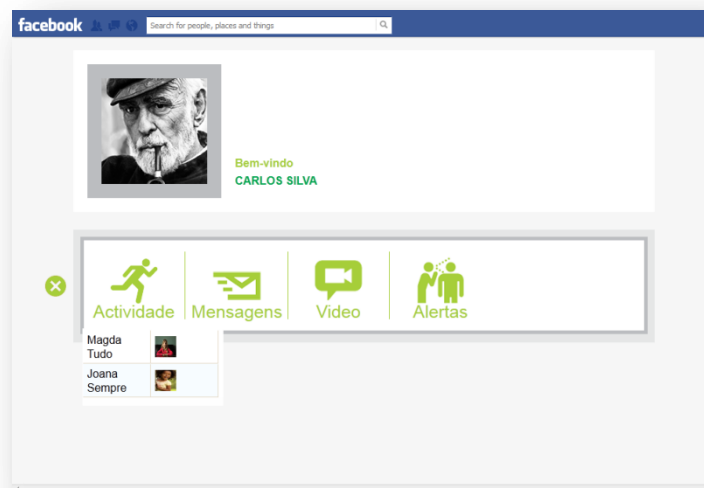 facebook
Search for people, places and things
Bem-vindo
CARLOS SILVA
Actividade
Mensagens
Video
Alertas
Magda
Tudo
Joana
Sempre